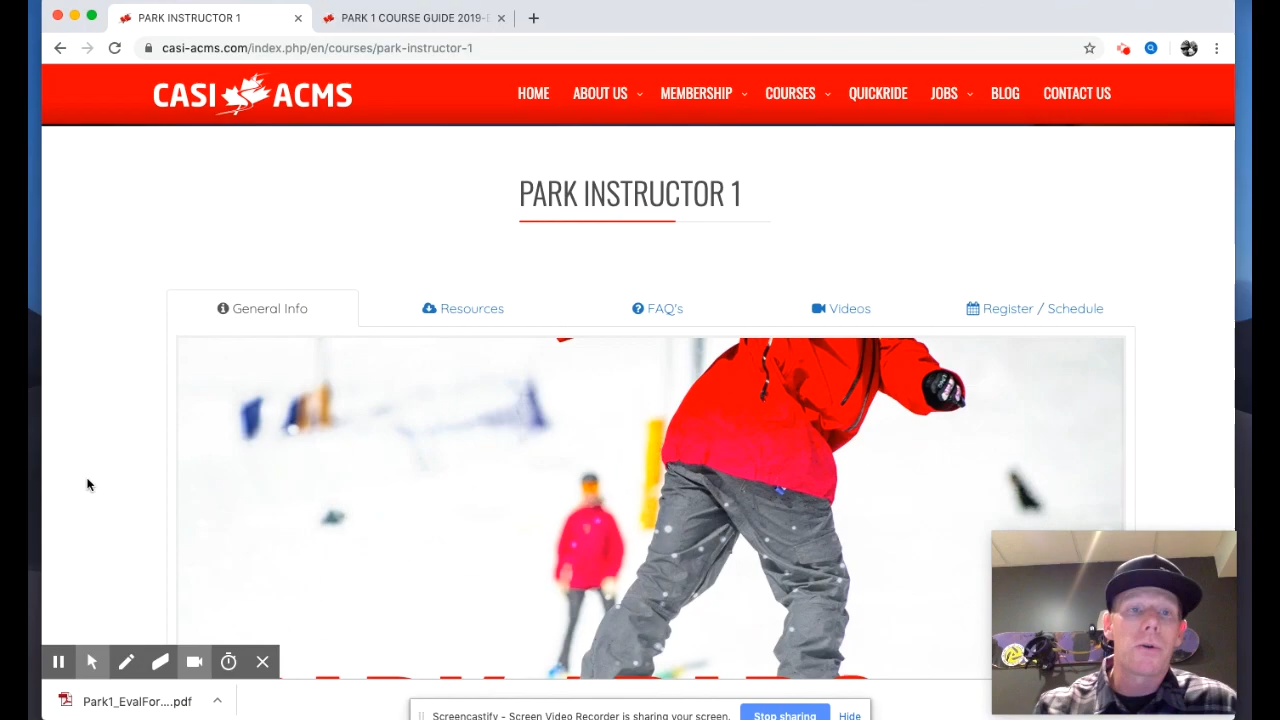 PARK INSTRUCTOR 1
PARK 1 COURSE GUIDE 2019-E
casi-acms.com/index.php/en/courses/park-instructor-1
CASI ACMS
HOME ABOUT US MEMBERSHIP COURSES QUICKRIDE JOBS BLOG CONTACT US
PARK INSTRUCTOR 1
General Info Resources FAQ's Videos Register / Schedule
Park1_EvalFor....pdf
Screencastify - Screen Video Recorder is sharing your screen. Stop sharing Hide